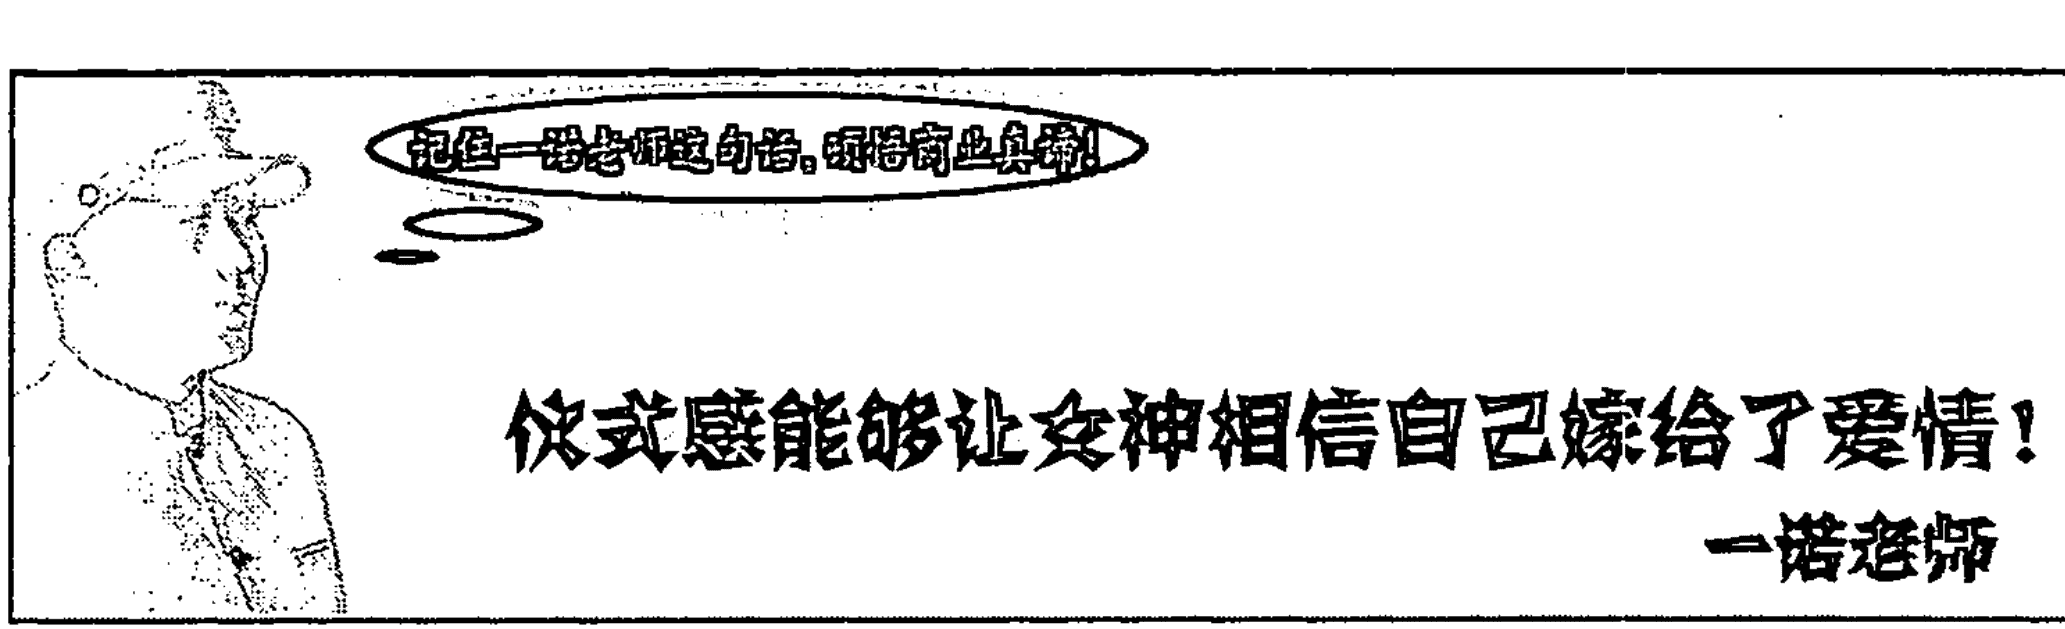 记住一诺老师这句话，领悟商业真谛！
仪式感能够让女神相信自己嫁给了爱情！
一诺老师